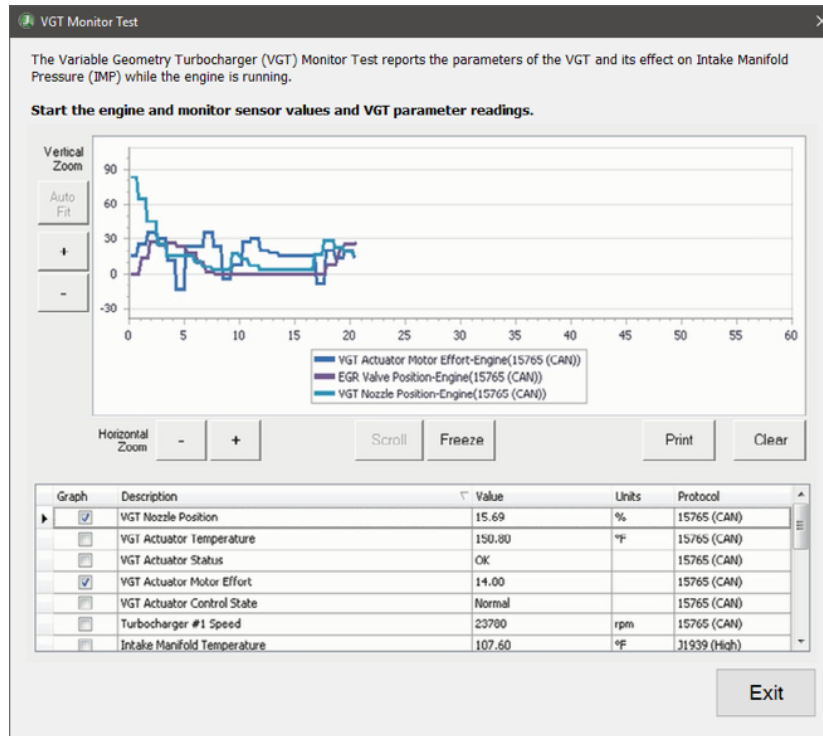 VGT Monitor Test
The Variable Geometry Turbocharger (VGT) Monitor Test reports the parameters of the VGT and its effect on Intake Manifold
Pressure (IMP) while the engine is running.
Start the engine and monitor sensor values and VGT parameter readings.
Vertical
Zoom
Auto
Fit
+
-
90
60
30
0
-30
0 5 10 15 20 25 30 35 40 45 50 55 60
VGT Actuator Motor Effort-Engine(15765 (CAN))
EGR Valve Position-Engine(15765 (CAN))
VGT Nozzle Position-Engine(15765 (CAN))
Horizontal
Zoom
- + Scroll Freeze Print Clear
Graph Description Value Units Protocol
VGT Nozzle Position 15.69 % 15765 (CAN)
VGT Actuator Temperature 150.80 °F 15765 (CAN)
VGT Actuator Status OK 15765 (CAN)
VGT Actuator Motor Effort 14.00 15765 (CAN)
VGT Actuator Control State Normal 15765 (CAN)
Turbocharger #1 Speed 23780 rpm 15765 (CAN)
Intake Manifold Temperature 107.60 °F J1939 (High)
Exit